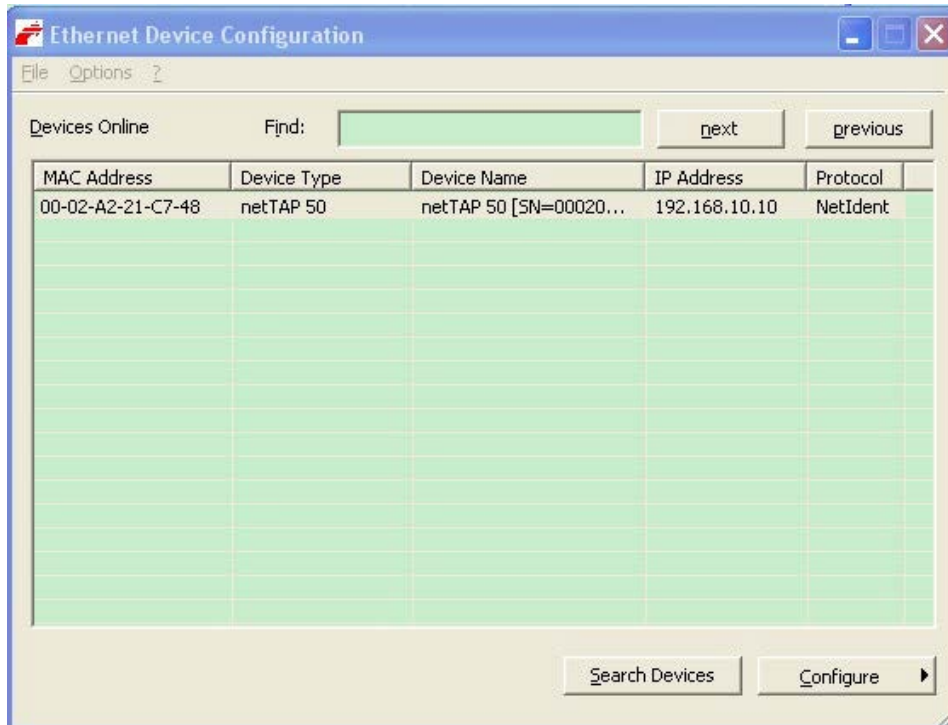 Ethernet Device Configuration
File Options ?
Devices Online Find: next previous
MAC Address Device Type Device Name IP Address Protocol
00-02-A2-21-C7-48 netTAP 50 netTAP 50 [SN=00020... 192.168.10.10 NetIdent
Search Devices Configure